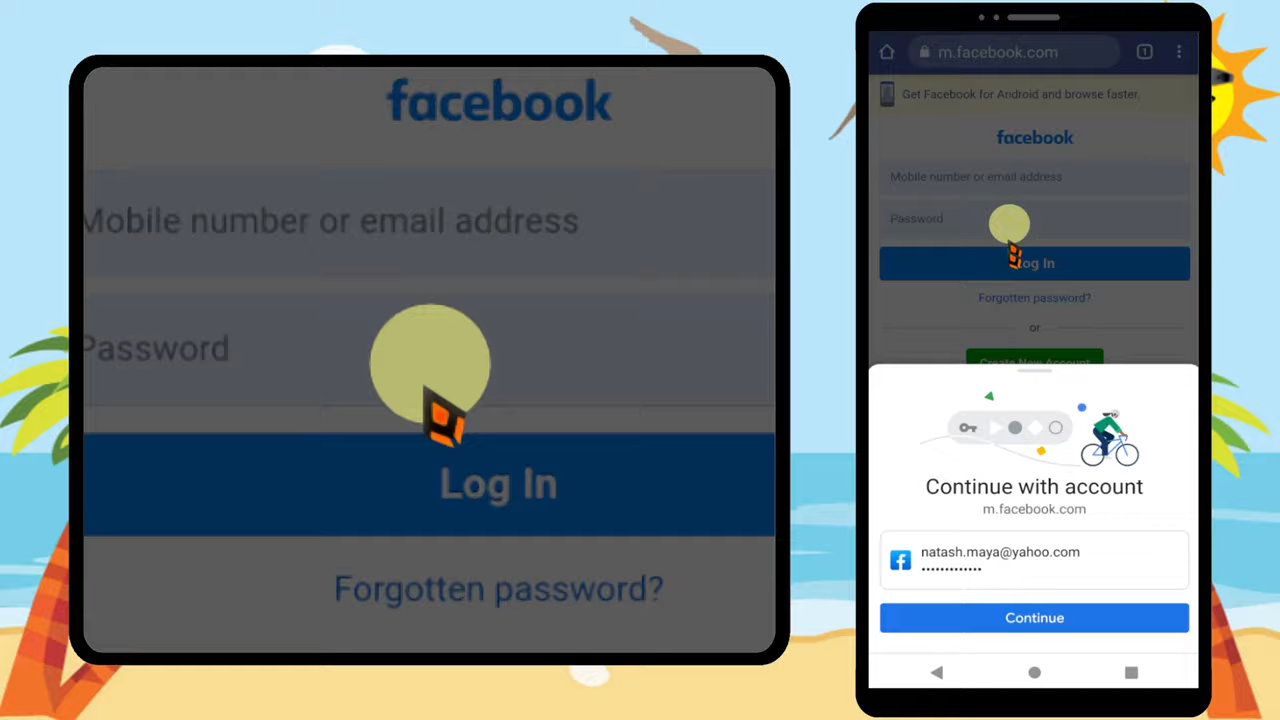 facebook
Mobile number or email address
Password
Log In
Forgotten password?
m.facebook.com
1
Get Facebook for Android and browse faster.
facebook
Mobile number or email address
Password
Log In
Forgotten password?
or
Create New Account
Continue with account
m.facebook.com
natash.maya@yahoo.com
•••••••••••••
Continue